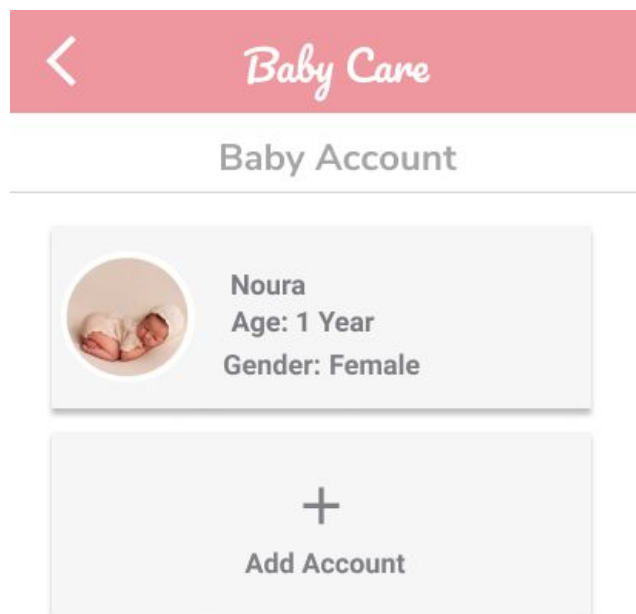 Baby Care
Baby Account
Noura
Age: 1 Year
Gender: Female
+
Add Account